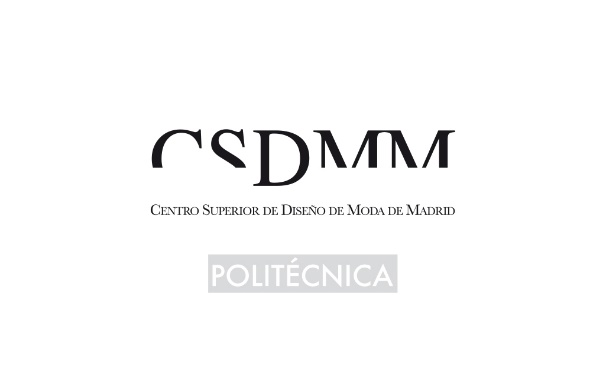 CSDMM
Centro Superior de Diseño de Moda de Madrid
POLITÉCNICA